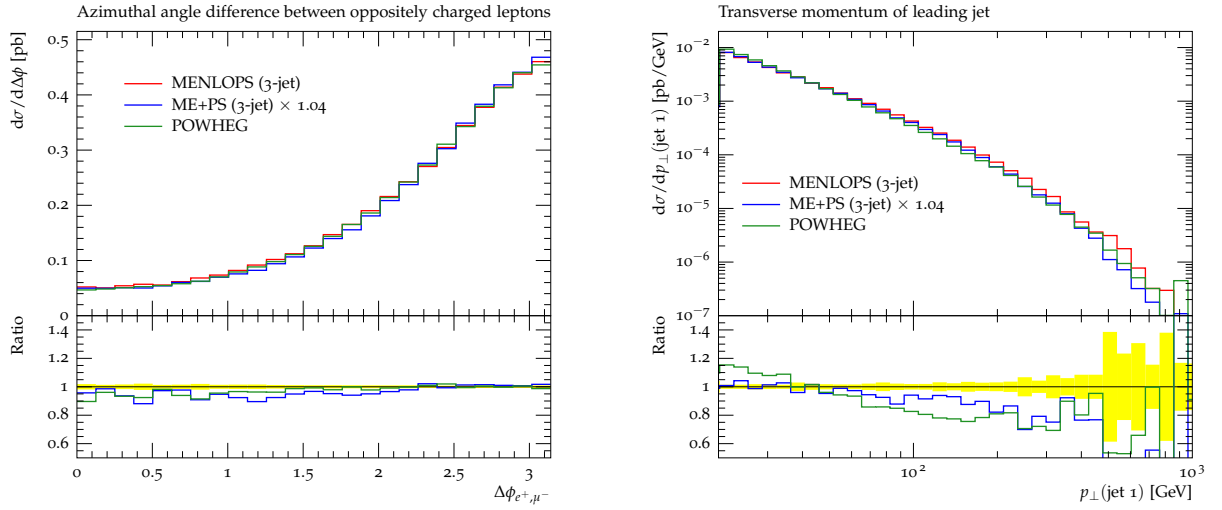 Azimuthal angle difference between oppositely charged leptons
dσ/dΔϕ [pb]
0.5
0.4
0.3
0.2
0.1
0
MENLOPS (3-jet)
ME+PS (3-jet) × 1.04
POWHEG
Ratio
1.4
1.2
1
0.8
0.6
0 0.5 1 1.5 2 2.5 3
Δϕe⁺,μ⁻
Transverse momentum of leading jet
dσ/dp⊥(jet 1) [pb/GeV]
10⁻²
10⁻³
10⁻⁴
10⁻⁵
10⁻⁶
10⁻⁷
MENLOPS (3-jet)
ME+PS (3-jet) × 1.04
POWHEG
Ratio
1.4
1.2
1
0.8
0.6
10² 10³
p⊥(jet 1) [GeV]